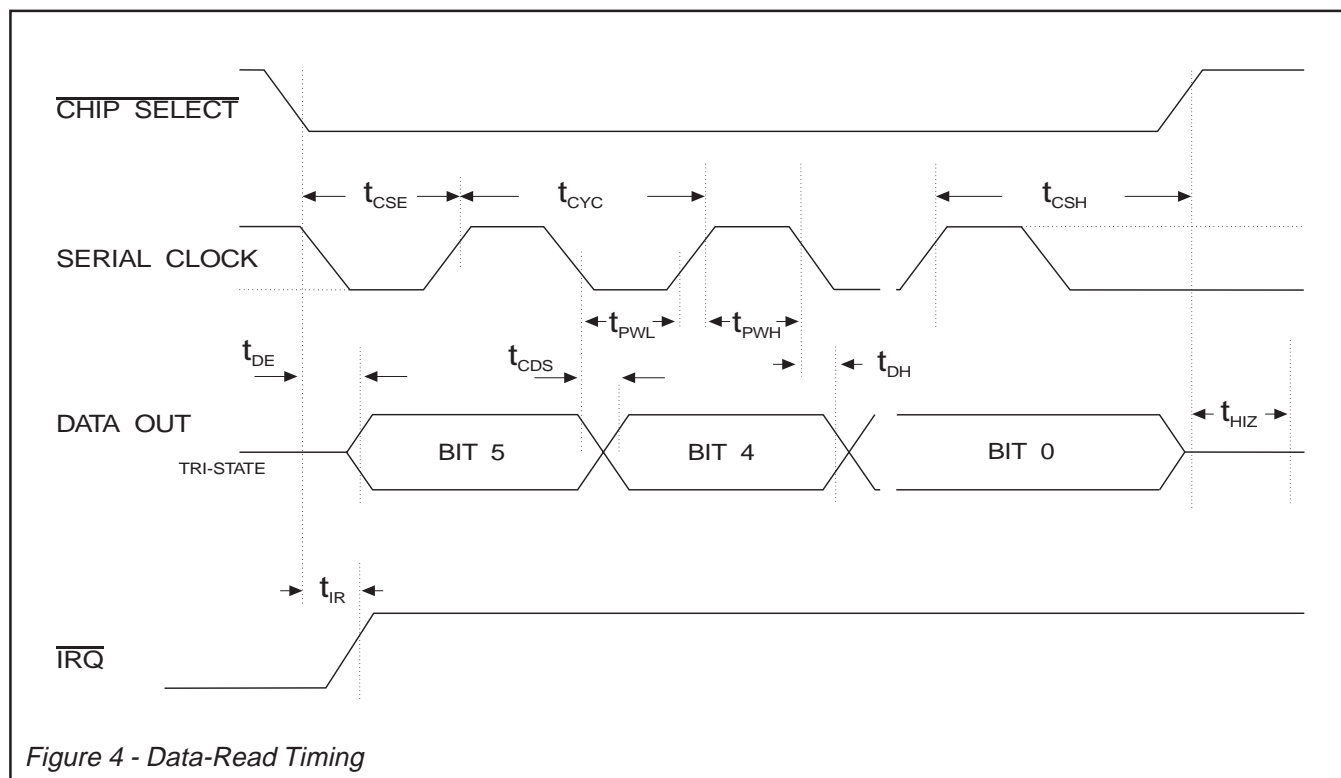 CHIP SELECT
tCSE
tCYC
tCSH
SERIAL CLOCK
tPWL
tPWH
tDE
tCDS
tDH
DATA OUT
tHIZ
BIT 5
BIT 4
BIT 0
TRI-STATE
tIR
IRQ
Figure 4 - Data-Read Timing